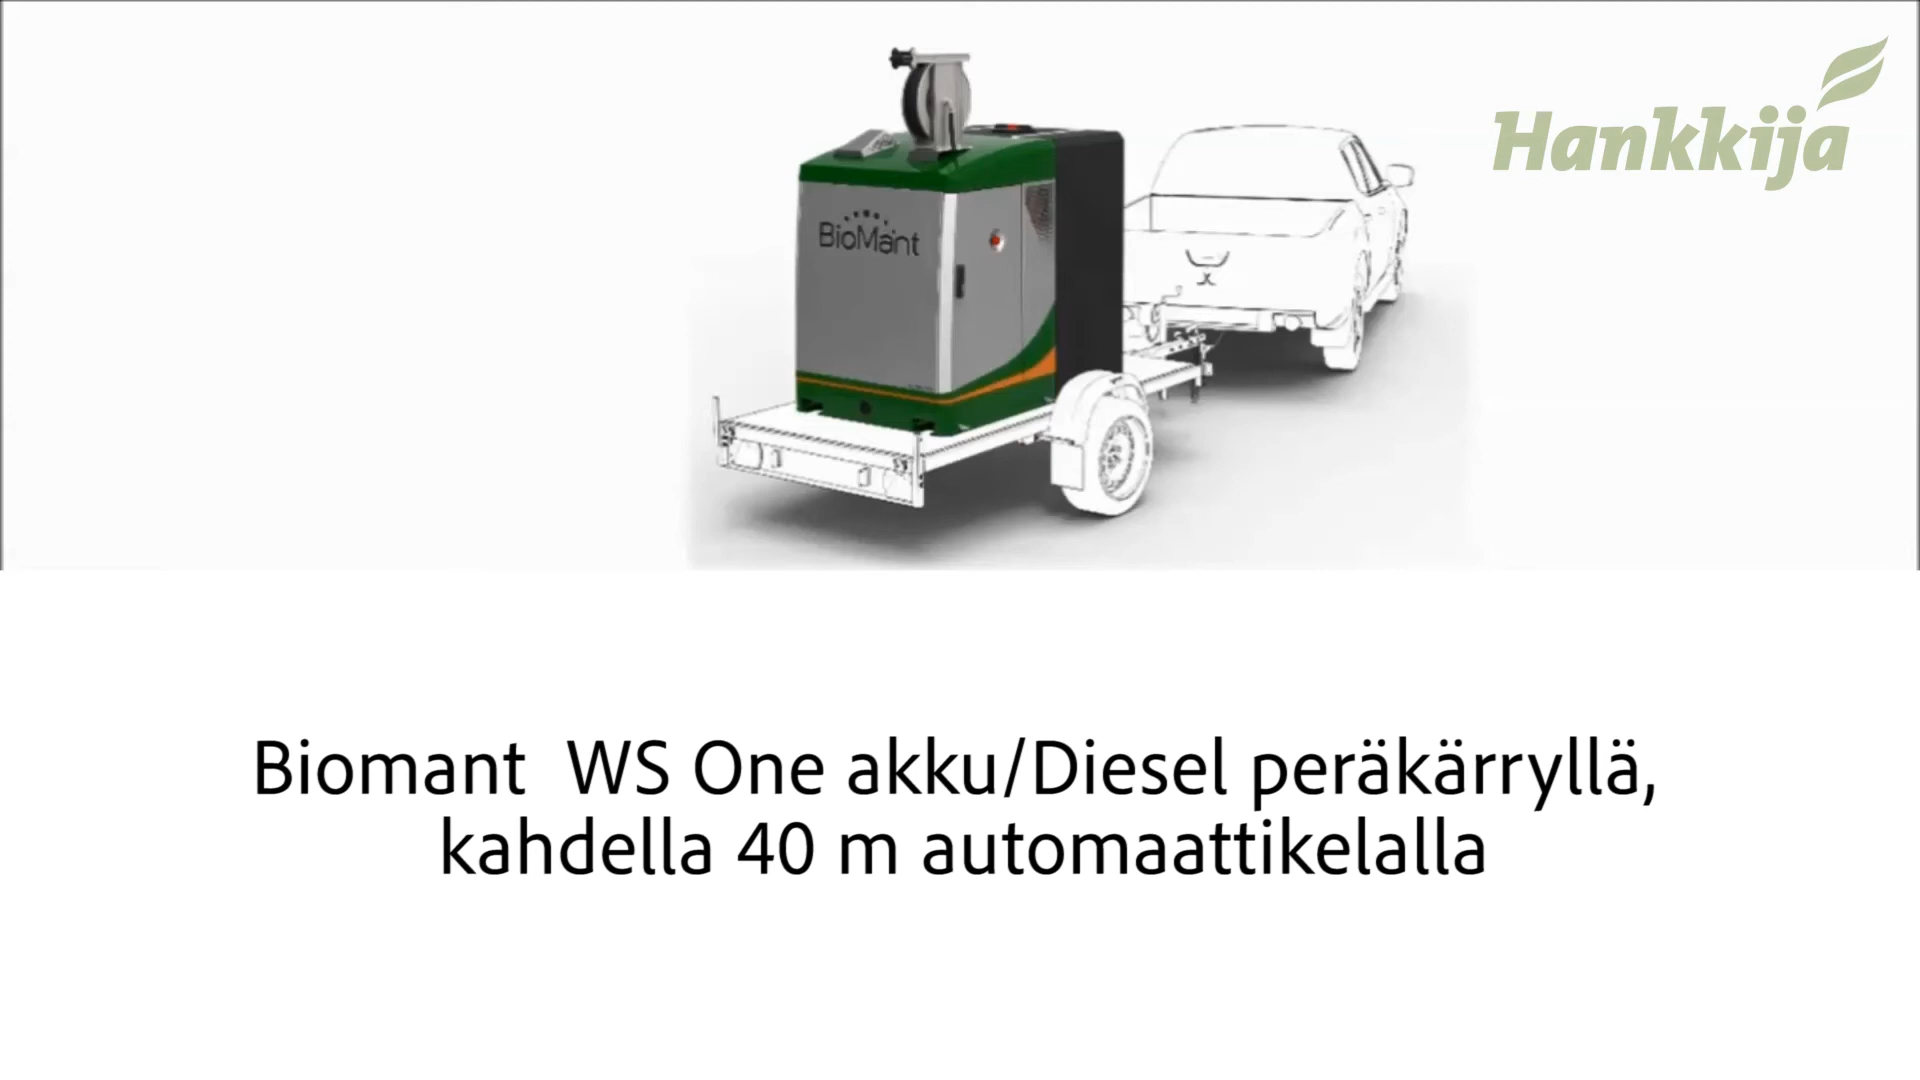 Hankkija
BioMant
Biomant  WS One akku/Diesel peräkärryllä,
kahdella 40 m automaattikelalla